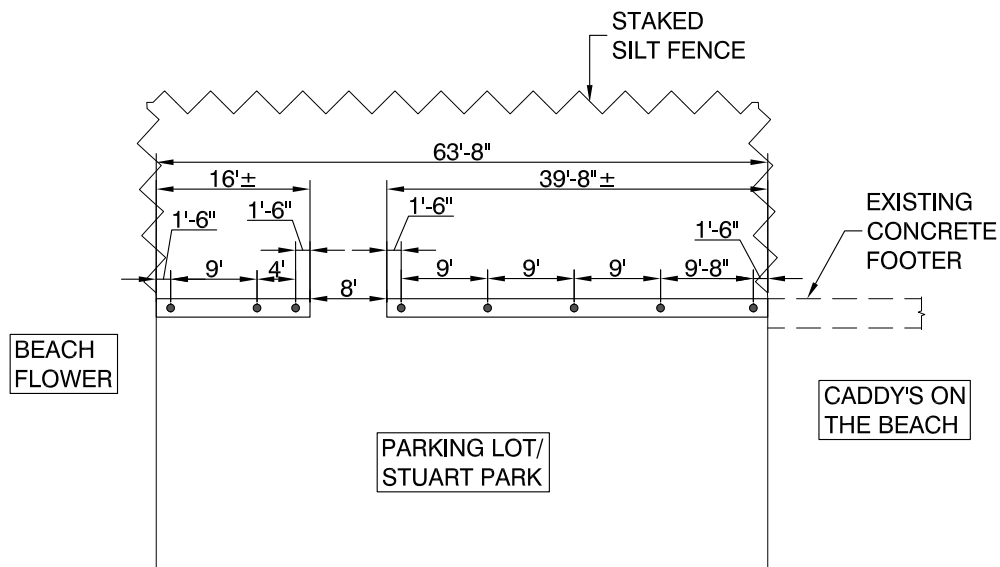 STAKED
SILT FENCE
63'-8"
16'±
39'-8"±
1'-6"
1'-6"
1'-6"
1'-6"
EXISTING
CONCRETE
FOOTER
9'
4'
8'
9'
9'
9'
9'-8"
BEACH
FLOWER
CADDY'S ON
THE BEACH
PARKING LOT/
STUART PARK